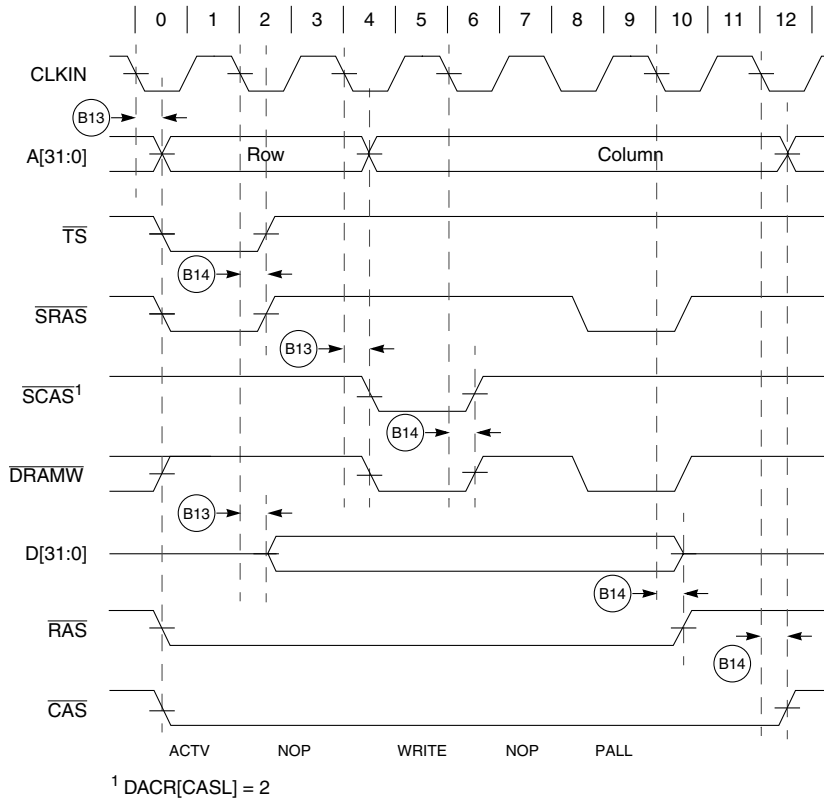 0 1 2 3 4 5 6 7 8 9 10 11 12
CLKIN
B13
A[31:0] Row Column
TS
B14
SRAS
B13
SCAS¹
B14
DRAMW
B13
D[31:0]
B14
RAS
B14
CAS
ACTV NOP WRITE NOP PALL
¹ DACR[CASL] = 2